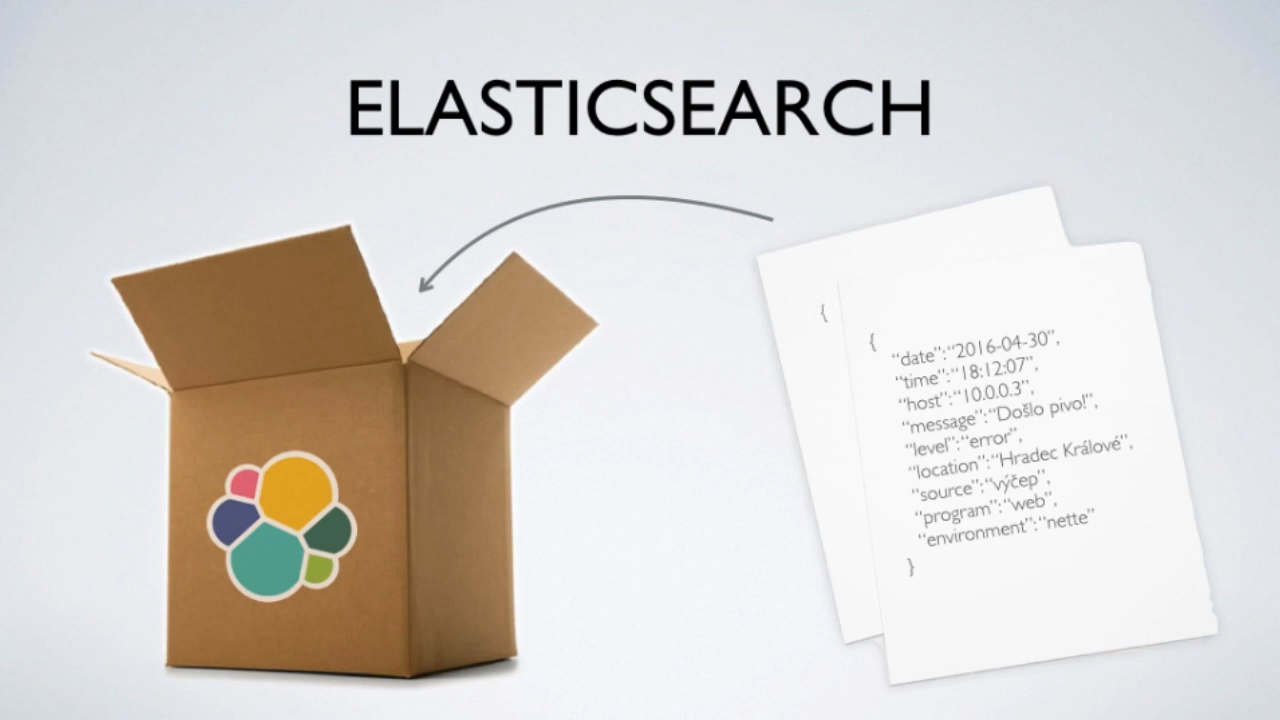 ELASTICSEARCH
{
{
“date”:“2016-04-30”,
“time”:“18:12:07”,
“host”:“10.0.0.3”,
“message”:“Došlo pivo!”,
“level”:“error”,
“location”:“Hradec Králové”,
“source”:“výčep”,
“program”:“web”,
“environment”:“nette”
}